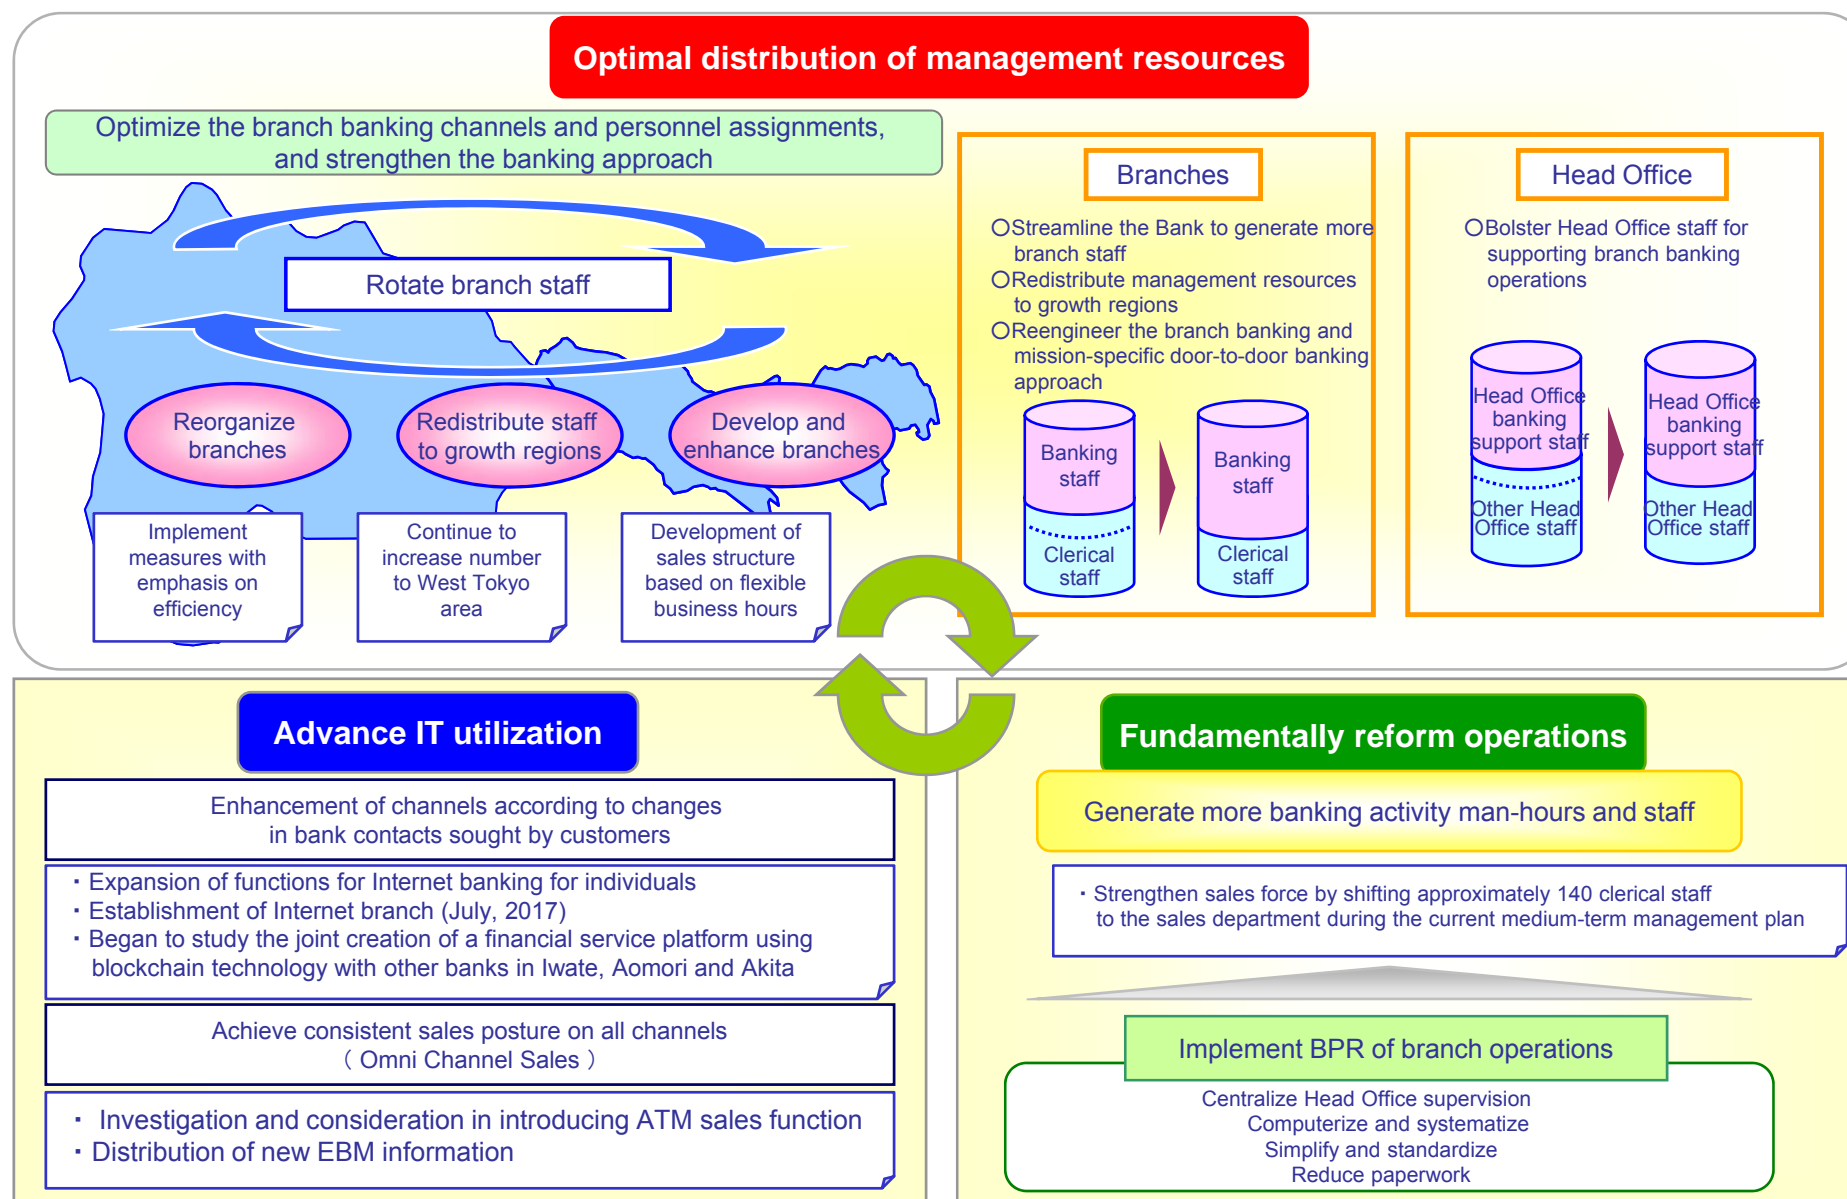 Optimal distribution of management resources
Optimize the branch banking channels and personnel assignments,
and strengthen the banking approach
Rotate branch staff
Reorganize
branches
Redistribute staff
to growth regions
Develop and
enhance branches
Implement
measures with
emphasis on
efficiency
Continue to
increase number
to West Tokyo
area
Development of
sales structure
based on flexible
business hours
Branches
○Streamline the Bank to generate more
branch staff
○Redistribute management resources
to growth regions
○Reengineer the branch banking and
mission-specific door-to-door banking
approach
Banking
staff
Clerical
staff
Banking
staff
Clerical
staff
Head Office
○Bolster Head Office staff for
supporting branch banking
operations
Head Office
banking
support staff
Other Head
Office staff
Head Office
banking
support staff
Other Head
Office staff
Advance IT utilization
Enhancement of channels according to changes
in bank contacts sought by customers
・Expansion of functions for Internet banking for individuals
・Establishment of Internet branch (July, 2017)
・Began to study the joint creation of a financial service platform using
blockchain technology with other banks in Iwate, Aomori and Akita
Achieve consistent sales posture on all channels
（ Omni Channel Sales ）
・ Investigation and consideration in introducing ATM sales function
・Distribution of new EBM information
Fundamentally reform operations
Generate more banking activity man-hours and staff
・Strengthen sales force by shifting approximately 140 clerical staff
to the sales department during the current medium-term management plan
Implement BPR of branch operations
Centralize Head Office supervision
Computerize and systematize
Simplify and standardize
Reduce paperwork